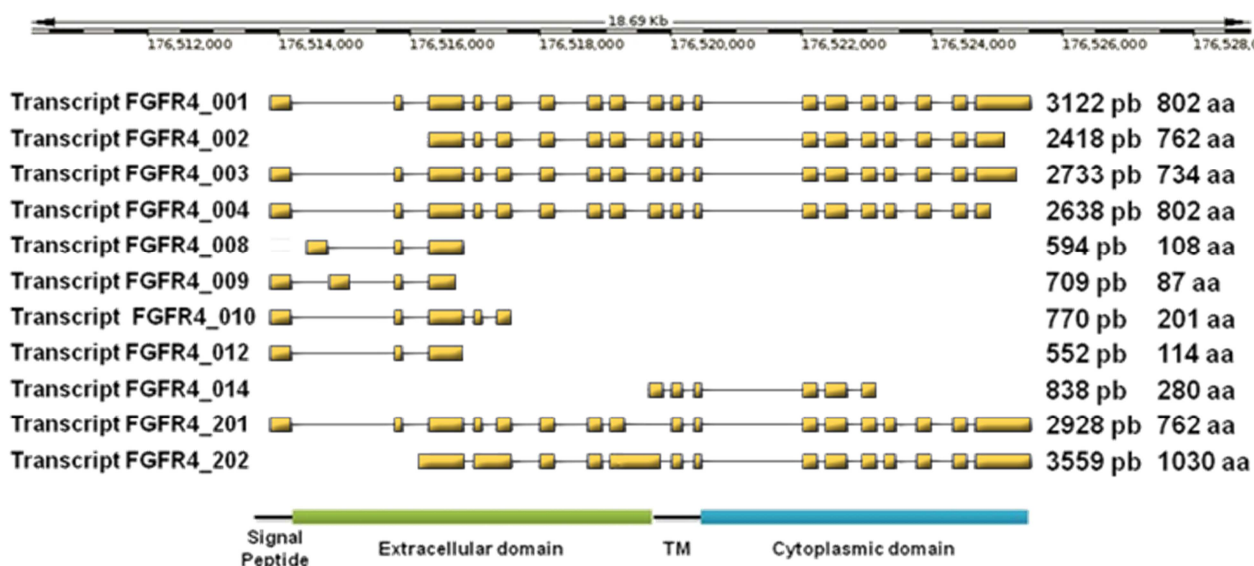 18.69 Kb
176,512,000 176,514,000 176,516,000 176,518,000 176,520,000 176,522,000 176,524,000 176,526,000 176,528,0
Transcript FGFR4_001 3122 pb 802 aa
Transcript FGFR4_002 2418 pb 762 aa
Transcript FGFR4_003 2733 pb 734 aa
Transcript FGFR4_004 2638 pb 802 aa
Transcript FGFR4_008 594 pb 108 aa
Transcript FGFR4_009 709 pb 87 aa
Transcript FGFR4_010 770 pb 201 aa
Transcript FGFR4_012 552 pb 114 aa
Transcript FGFR4_014 838 pb 280 aa
Transcript FGFR4_201 2928 pb 762 aa
Transcript FGFR4_202 3559 pb 1030 aa
Signal
Peptide Extracellular domain TM Cytoplasmic domain